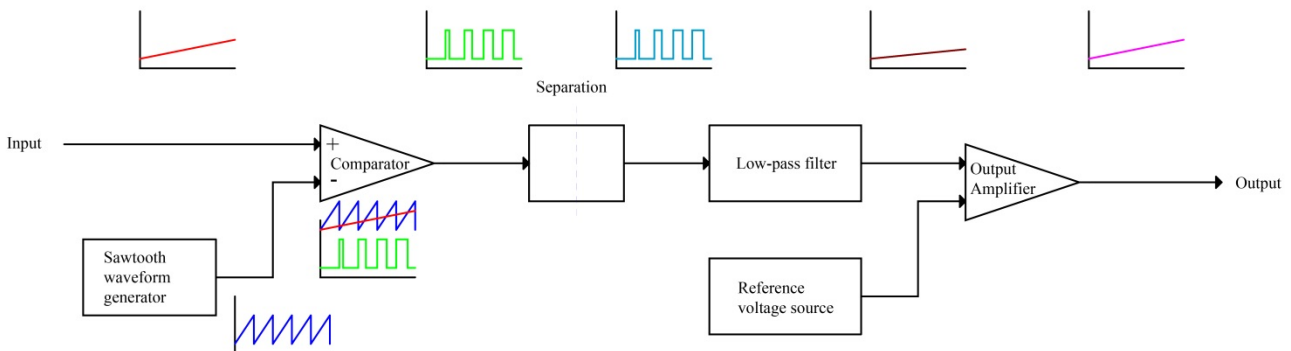 Separation
Input
+
Comparator
-
Low-pass filter
Output
Amplifier
Output
Sawtooth
waveform
generator
Reference
voltage source